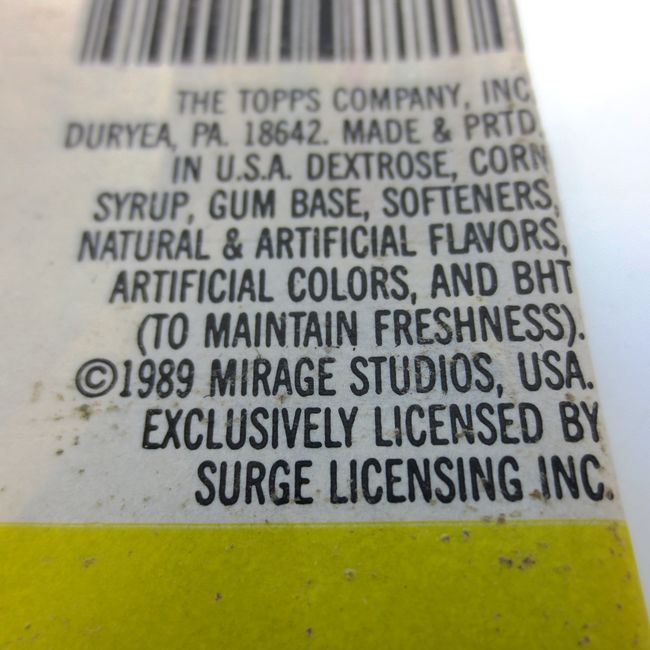 THE TOPPS COMPANY, INC.
DURYEA, PA. 18642. MADE & PRTD.
IN U.S.A. DEXTROSE, CORN
SYRUP, GUM BASE, SOFTENERS,
NATURAL & ARTIFICIAL FLAVORS,
ARTIFICIAL COLORS, AND BHT
(TO MAINTAIN FRESHNESS).
©1989 MIRAGE STUDIOS, USA.
EXCLUSIVELY LICENSED BY
SURGE LICENSING INC.